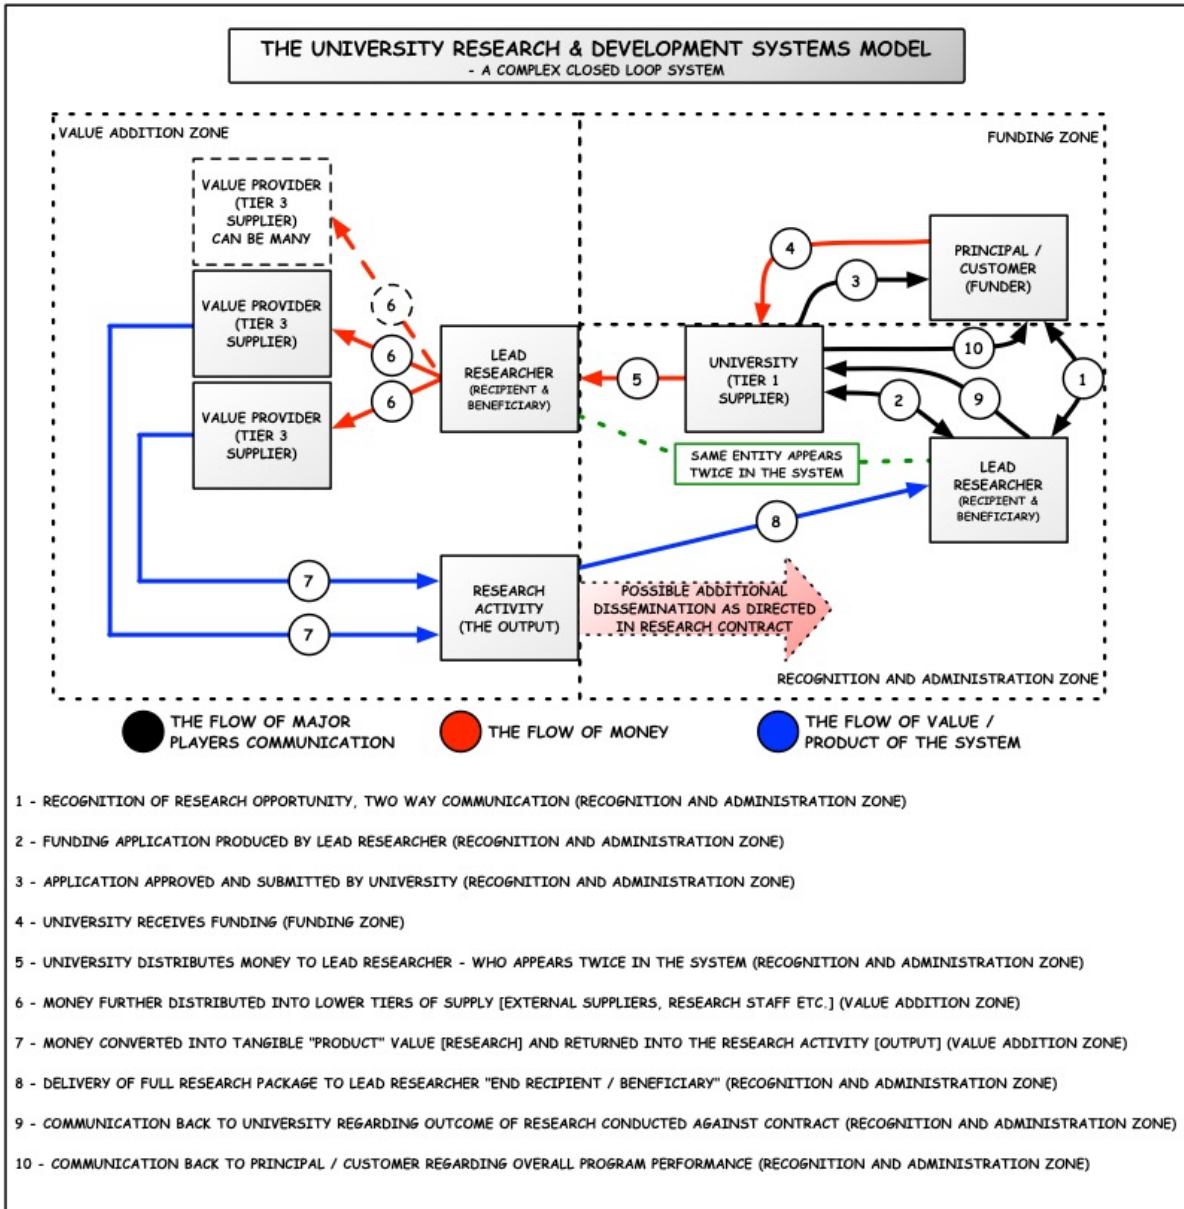 THE UNIVERSITY RESEARCH & DEVELOPMENT SYSTEMS MODEL
- A COMPLEX CLOSED LOOP SYSTEM
VALUE ADDITION ZONE
FUNDING ZONE
VALUE PROVIDER
(TIER 3
SUPPLIER)
CAN BE MANY
VALUE PROVIDER
(TIER 3
SUPPLIER)
VALUE PROVIDER
(TIER 3
SUPPLIER)
6
6
6
LEAD
RESEARCHER
(RECIPIENT &
BENEFICIARY)
5
UNIVERSITY
(TIER 1
SUPPLIER)
4
3
PRINCIPAL /
CUSTOMER
(FUNDER)
10
9
2
1
SAME ENTITY APPEARS
TWICE IN THE SYSTEM
LEAD
RESEARCHER
(RECIPIENT &
BENEFICIARY)
8
7
7
RESEARCH
ACTIVITY
(THE OUTPUT)
POSSIBLE ADDITIONAL
DISSEMINATION AS DIRECTED
IN RESEARCH CONTRACT
RECOGNITION AND ADMINISTRATION ZONE
THE FLOW OF MAJOR
PLAYERS COMMUNICATION
THE FLOW OF MONEY
THE FLOW OF VALUE /
PRODUCT OF THE SYSTEM
1 - RECOGNITION OF RESEARCH OPPORTUNITY, TWO WAY COMMUNICATION (RECOGNITION AND ADMINISTRATION ZONE)
2 - FUNDING APPLICATION PRODUCED BY LEAD RESEARCHER (RECOGNITION AND ADMINISTRATION ZONE)
3 - APPLICATION APPROVED AND SUBMITTED BY UNIVERSITY (RECOGNITION AND ADMINISTRATION ZONE)
4 - UNIVERSITY RECEIVES FUNDING (FUNDING ZONE)
5 - UNIVERSITY DISTRIBUTES MONEY TO LEAD RESEARCHER - WHO APPEARS TWICE IN THE SYSTEM (RECOGNITION AND ADMINISTRATION ZONE)
6 - MONEY FURTHER DISTRIBUTED INTO LOWER TIERS OF SUPPLY [EXTERNAL SUPPLIERS, RESEARCH STAFF ETC.] (VALUE ADDITION ZONE)
7 - MONEY CONVERTED INTO TANGIBLE "PRODUCT" VALUE [RESEARCH] AND RETURNED INTO THE RESEARCH ACTIVITY [OUTPUT] (VALUE ADDITION ZONE)
8 - DELIVERY OF FULL RESEARCH PACKAGE TO LEAD RESEARCHER "END RECIPIENT / BENEFICIARY" (RECOGNITION AND ADMINISTRATION ZONE)
9 - COMMUNICATION BACK TO UNIVERSITY REGARDING OUTCOME OF RESEARCH CONDUCTED AGAINST CONTRACT (RECOGNITION AND ADMINISTRATION ZONE)
10 - COMMUNICATION BACK TO PRINCIPAL / CUSTOMER REGARDING OVERALL PROGRAM PERFORMANCE (RECOGNITION AND ADMINISTRATION ZONE)